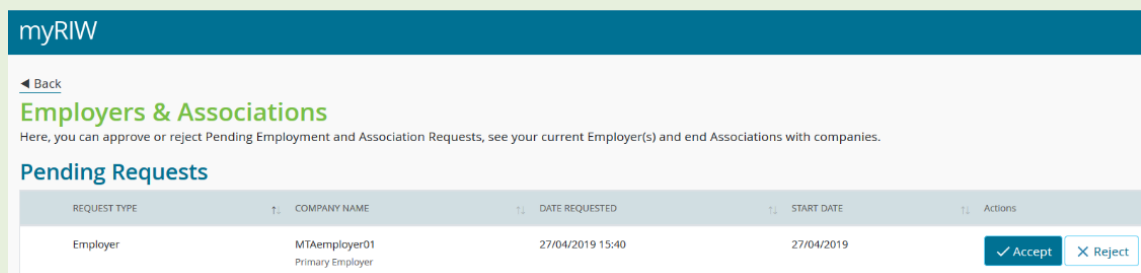 myRIW
◄ Back
Employers & Associations
Here, you can approve or reject Pending Employment and Association Requests, see your current Employer(s) and end Associations with companies.
Pending Requests
REQUEST TYPE COMPANY NAME DATE REQUESTED START DATE Actions
Employer MTAemployer01 27/04/2019 15:40 27/04/2019 ✓ Accept X Reject
Primary Employer